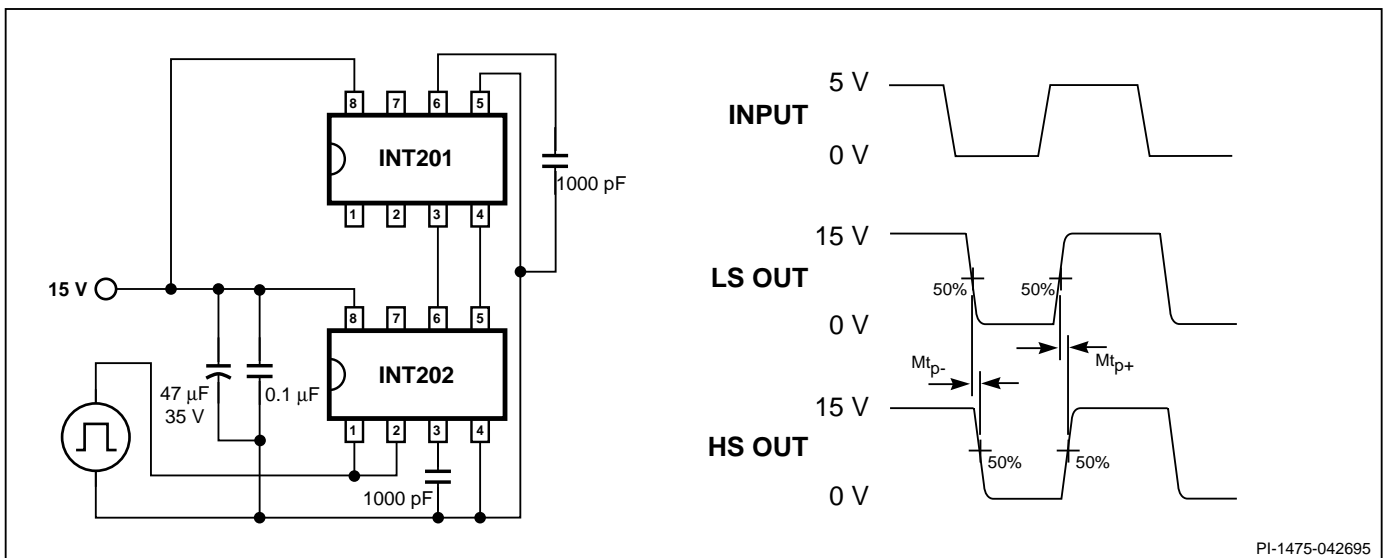 8 7 6 5
INT201
1000 pF
1 2 3 4
15 V
8 7 6 5
INT202
47 µF
35 V
0.1 µF
1 2 3 4
1000 pF
5 V
INPUT
0 V
15 V
LS OUT
50% 50%
0 V
Mtp- Mtp+
15 V
HS OUT
50% 50%
0 V
PI-1475-042695